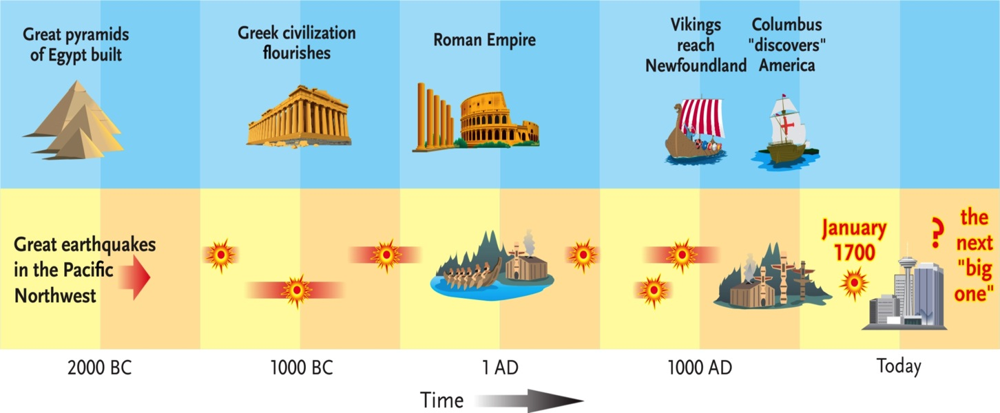 Great pyramids
of Egypt built
Greek civilization
flourishes
Roman Empire
Vikings
reach
Newfoundland
Columbus
"discovers"
America
Great earthquakes
in the Pacific
Northwest
January
1700
?
the
next
"big
one"
2000 BC
1000 BC
1 AD
1000 AD
Today
Time